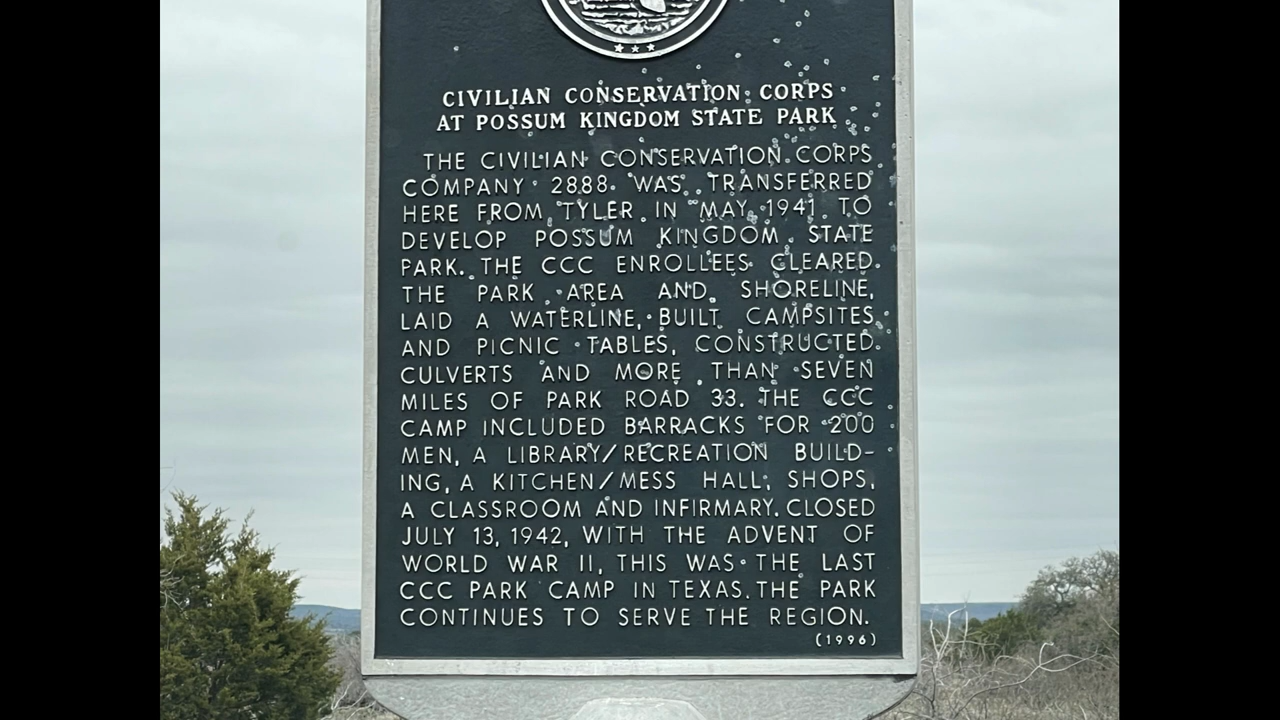 CIVILIAN CONSERVATION CORPS
AT POSSUM KINGDOM STATE PARK
THE CIVILIAN CONSERVATION CORPS
COMPANY 2888 WAS TRANSFERRED
HERE FROM TYLER IN MAY 1941 TO
DEVELOP POSSUM KINGDOM STATE
PARK. THE CCC ENROLLEES CLEARED
THE PARK AREA AND SHORELINE,
LAID A WATERLINE, BUILT CAMPSITES
AND PICNIC TABLES, CONSTRUCTED
CULVERTS AND MORE THAN SEVEN
MILES OF PARK ROAD 33. THE CCC
CAMP INCLUDED BARRACKS FOR 200
MEN, A LIBRARY/RECREATION BUILD-
ING, A KITCHEN/MESS HALL, SHOPS,
A CLASSROOM AND INFIRMARY. CLOSED
JULY 13, 1942, WITH THE ADVENT OF
WORLD WAR II, THIS WAS THE LAST
CCC PARK CAMP IN TEXAS. THE PARK
CONTINUES TO SERVE THE REGION.
(1996)